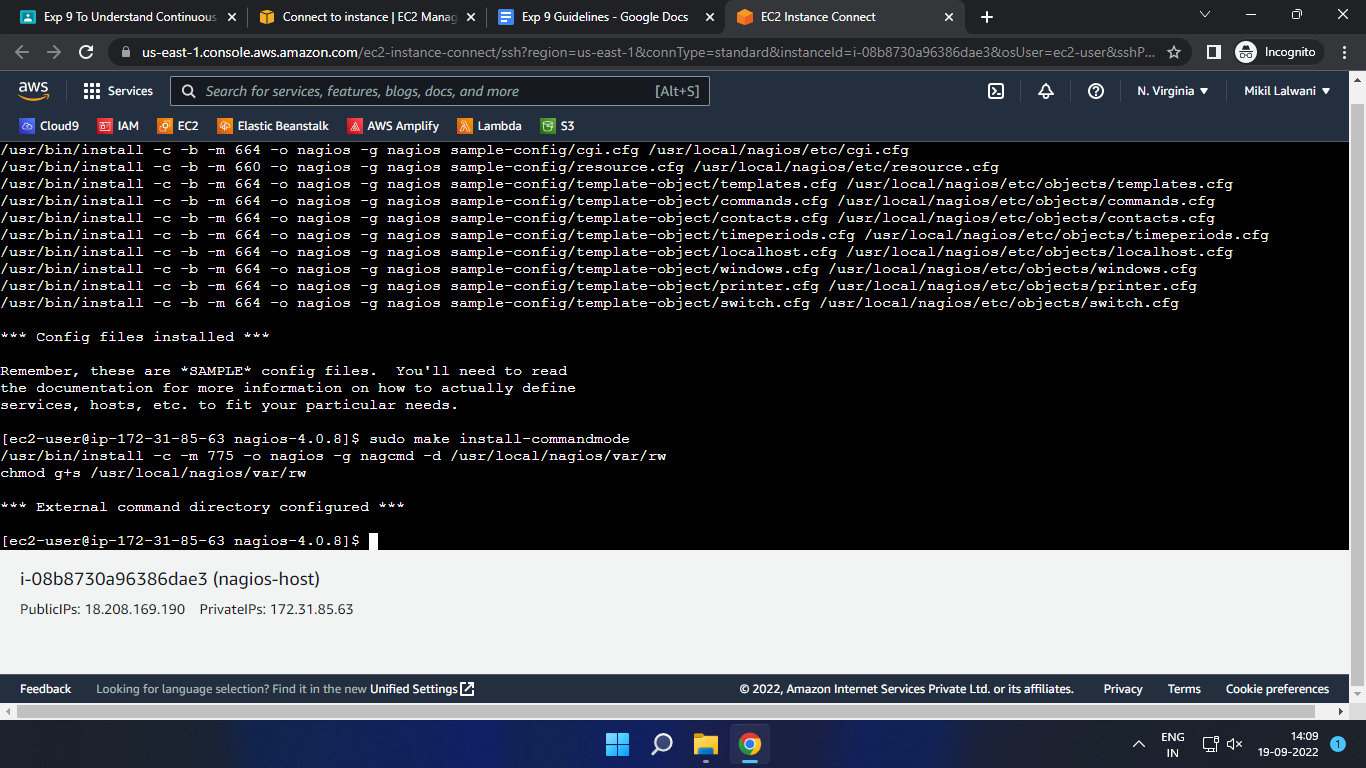 Exp 9 To Understand Continuous
Connect to instance | EC2 Manag
Exp 9 Guidelines - Google Docs
EC2 Instance Connect
us-east-1.console.aws.amazon.com/ec2-instance-connect/ssh?region=us-east-1&connType=standard&instanceId=i-08b8730a96386dae3&osUser=ec2-user&sshP...
Incognito
aws
Services
Search for services, features, blogs, docs, and more
[Alt+S]
N. Virginia
Mikil Lalwani
Cloud9
IAM
EC2
Elastic Beanstalk
AWS Amplify
Lambda
S3
/usr/bin/install -c -b -m 664 -o nagios -g nagios sample-config/cgi.cfg /usr/local/nagios/etc/cgi.cfg
/usr/bin/install -c -b -m 660 -o nagios -g nagios sample-config/resource.cfg /usr/local/nagios/etc/resource.cfg
/usr/bin/install -c -b -m 664 -o nagios -g nagios sample-config/template-object/templates.cfg /usr/local/nagios/etc/objects/templates.cfg
/usr/bin/install -c -b -m 664 -o nagios -g nagios sample-config/template-object/commands.cfg /usr/local/nagios/etc/objects/commands.cfg
/usr/bin/install -c -b -m 664 -o nagios -g nagios sample-config/template-object/contacts.cfg /usr/local/nagios/etc/objects/contacts.cfg
/usr/bin/install -c -b -m 664 -o nagios -g nagios sample-config/template-object/timeperiods.cfg /usr/local/nagios/etc/objects/timeperiods.cfg
/usr/bin/install -c -b -m 664 -o nagios -g nagios sample-config/template-object/localhost.cfg /usr/local/nagios/etc/objects/localhost.cfg
/usr/bin/install -c -b -m 664 -o nagios -g nagios sample-config/template-object/windows.cfg /usr/local/nagios/etc/objects/windows.cfg
/usr/bin/install -c -b -m 664 -o nagios -g nagios sample-config/template-object/printer.cfg /usr/local/nagios/etc/objects/printer.cfg
/usr/bin/install -c -b -m 664 -o nagios -g nagios sample-config/template-object/switch.cfg /usr/local/nagios/etc/objects/switch.cfg
*** Config files installed ***
Remember, these are *SAMPLE* config files.  You'll need to read
the documentation for more information on how to actually define
services, hosts, etc. to fit your particular needs.
[ec2-user@ip-172-31-85-63 nagios-4.0.8]$ sudo make install-commandmode
/usr/bin/install -c -m 775 -o nagios -g nagcmd -d /usr/local/nagios/var/rw
chmod g+s /usr/local/nagios/var/rw
*** External command directory configured ***
[ec2-user@ip-172-31-85-63 nagios-4.0.8]$
i-08b8730a96386dae3 (nagios-host)
PublicIPs: 18.208.169.190 PrivateIPs: 172.31.85.63
Feedback
Looking for language selection? Find it in the new Unified Settings
© 2022, Amazon Internet Services Private Ltd. or its affiliates.
Privacy
Terms
Cookie preferences
ENG
IN
14:09
19-09-2022
1